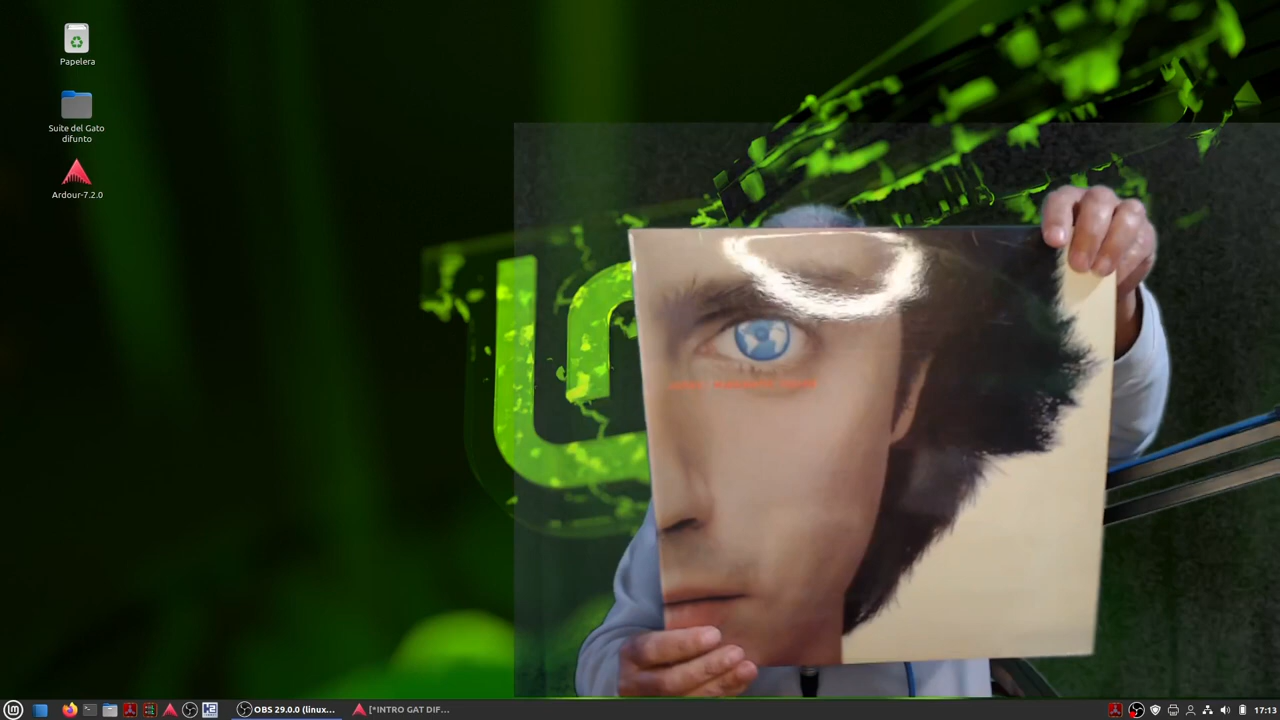 Papelera
Suite del Gato
difunto
Ardour-7.2.0
OBS 29.0.0 (linux...
[*INTRO GAT DIF...
17:13